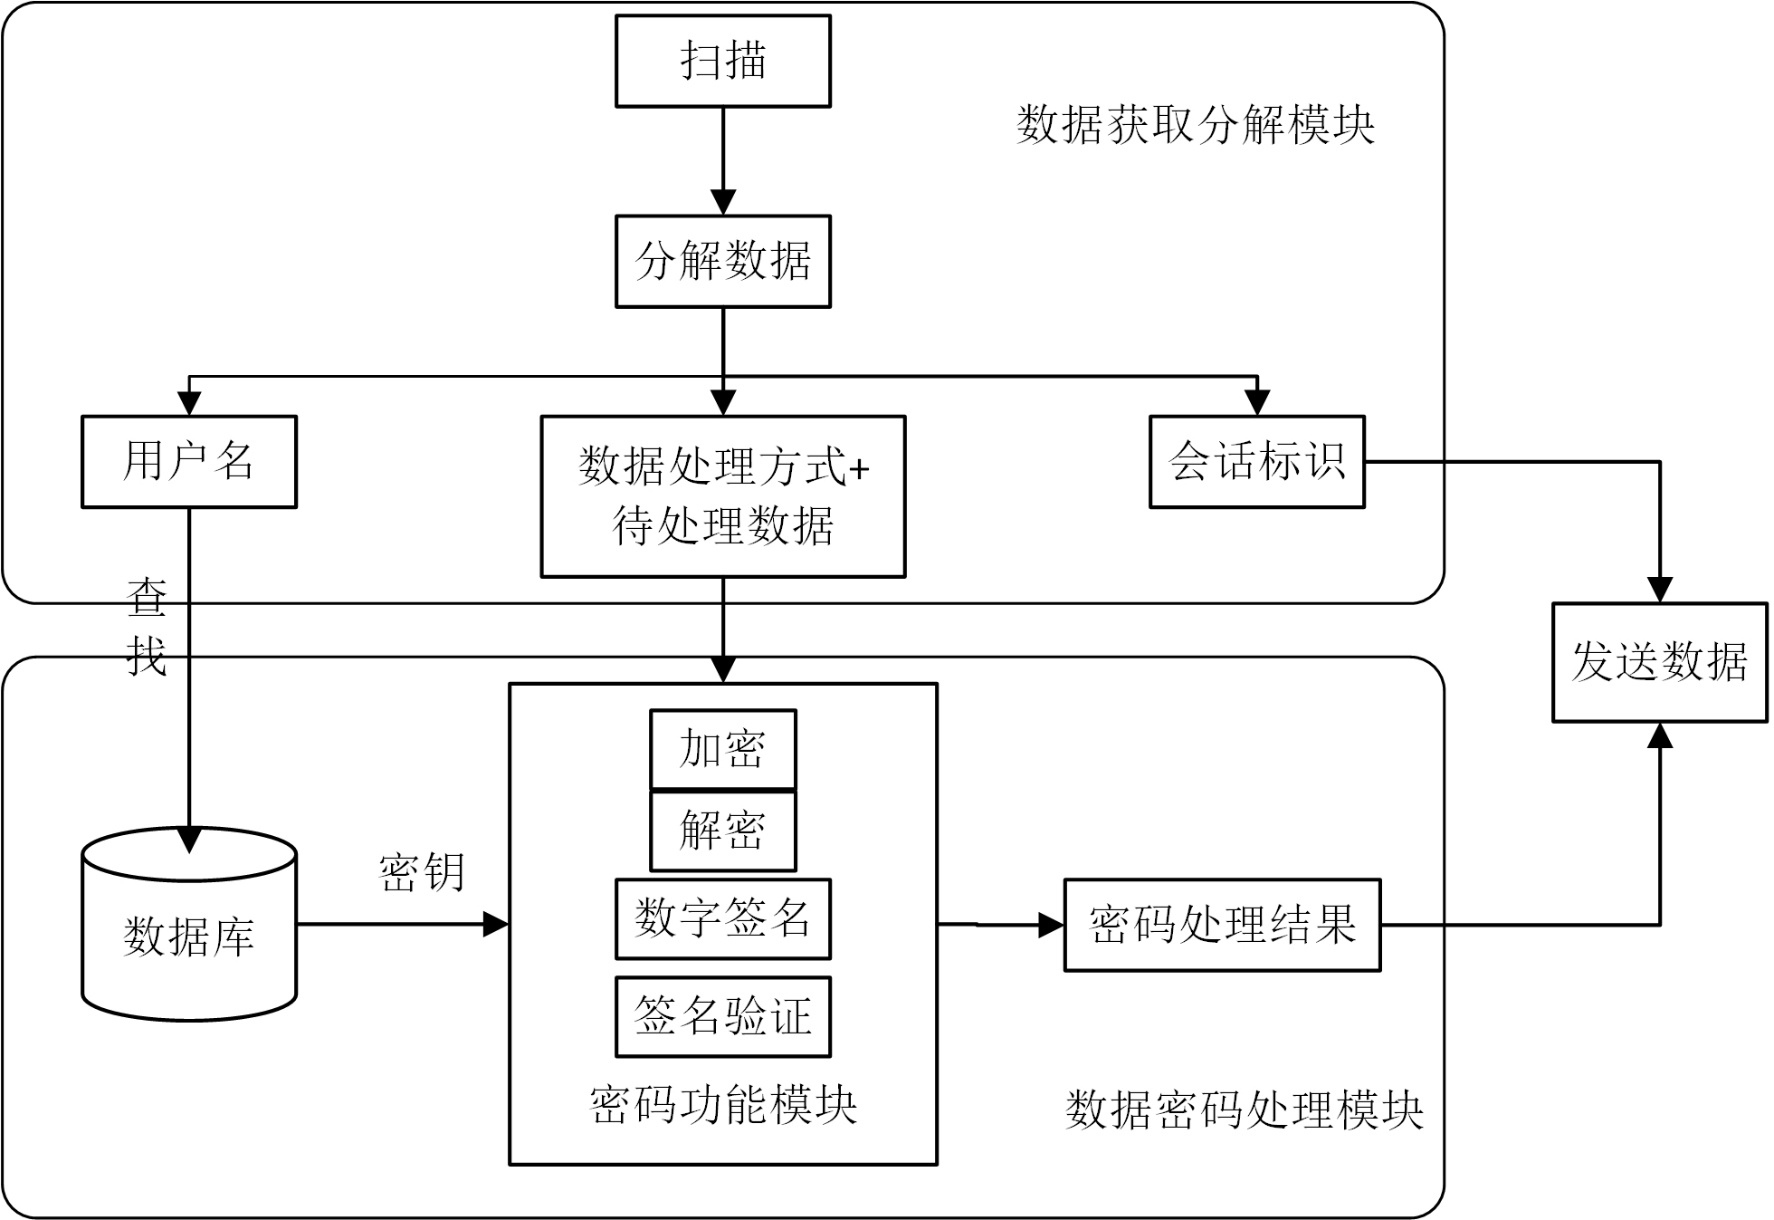 扫描
数据获取分解模块
分解数据
用户名
数据处理方式+
待处理数据
会话标识
查
找
发送数据
加密
解密
密钥
数字签名
密码处理结果
数据库
签名验证
密码功能模块
数据密码处理模块